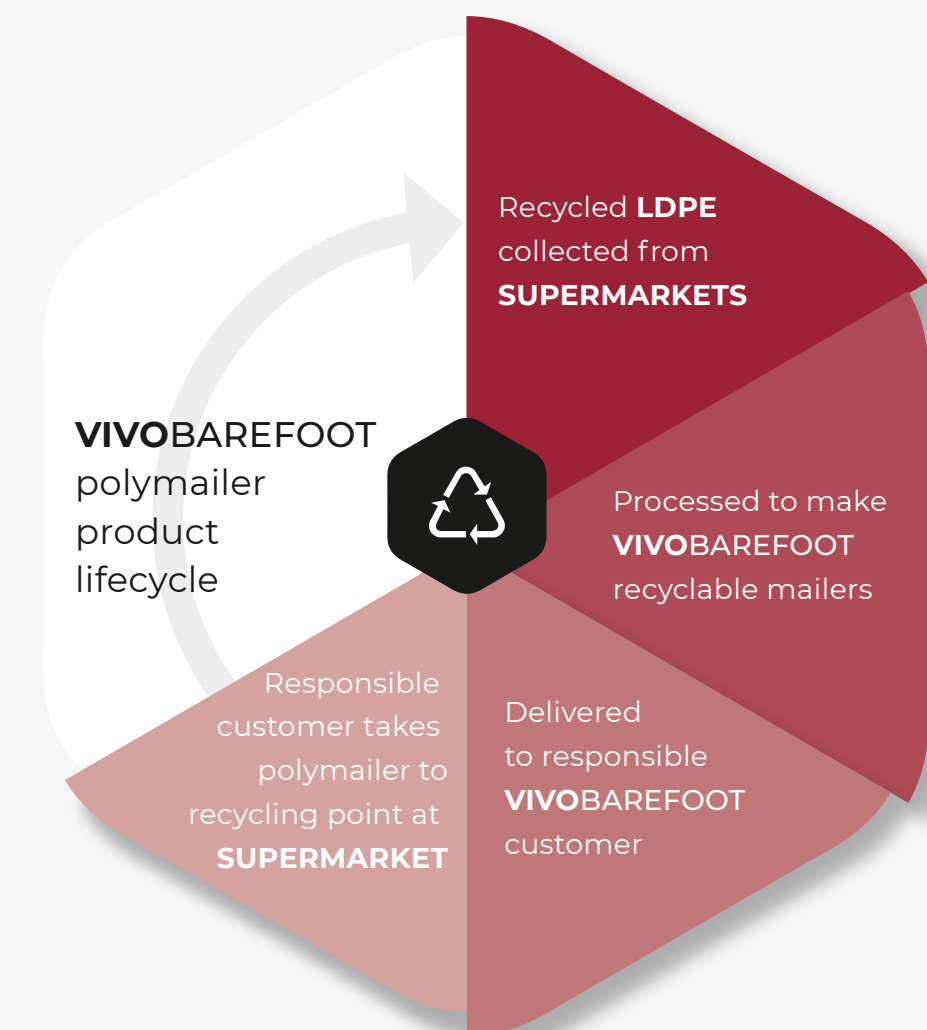 VIVOBAREFOOT
polymailer
product
lifecycle
Recycled LDPE
collected from
SUPERMARKETS
Processed to make
VIVOBAREFOOT
recyclable mailers
Delivered
to responsible
VIVOBAREFOOT
customer
Responsible
customer takes
polymailer to
recycling point at
SUPERMARKET